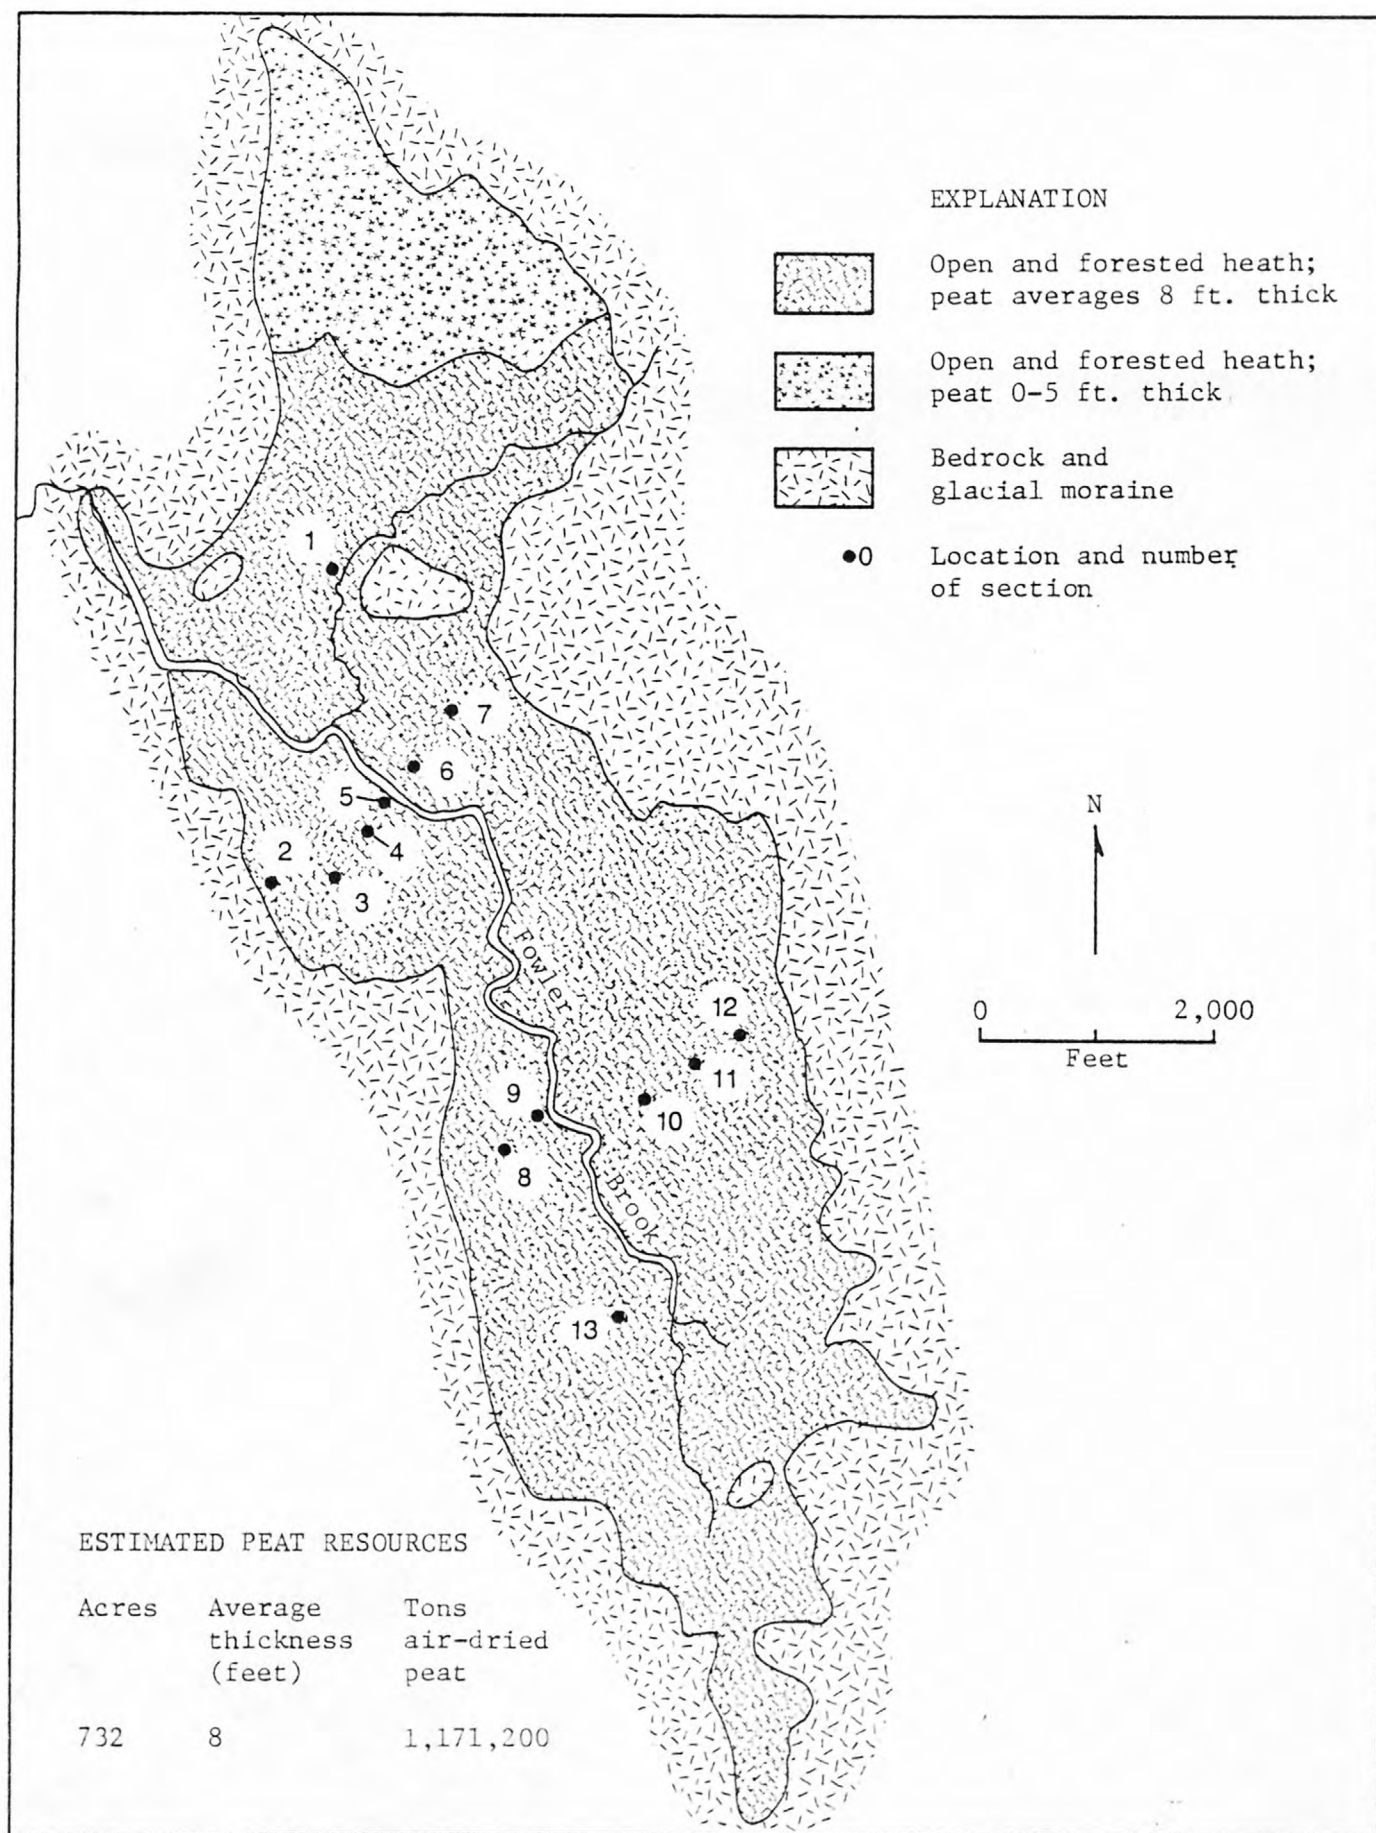 EXPLANATION
Open and forested heath;
peat averages 8 ft. thick
Open and forested heath;
peat 0-5 ft. thick
Bedrock and
glacial moraine
0 Location and number
of section
1
7
6
5
4
2
3
N
0 2,000
Feet
Fowler
Brook
12
11
10
9
8
13
ESTIMATED PEAT RESOURCES
Acres Average Tons
thickness air-dried
(feet) peat
732 8 1,171,200